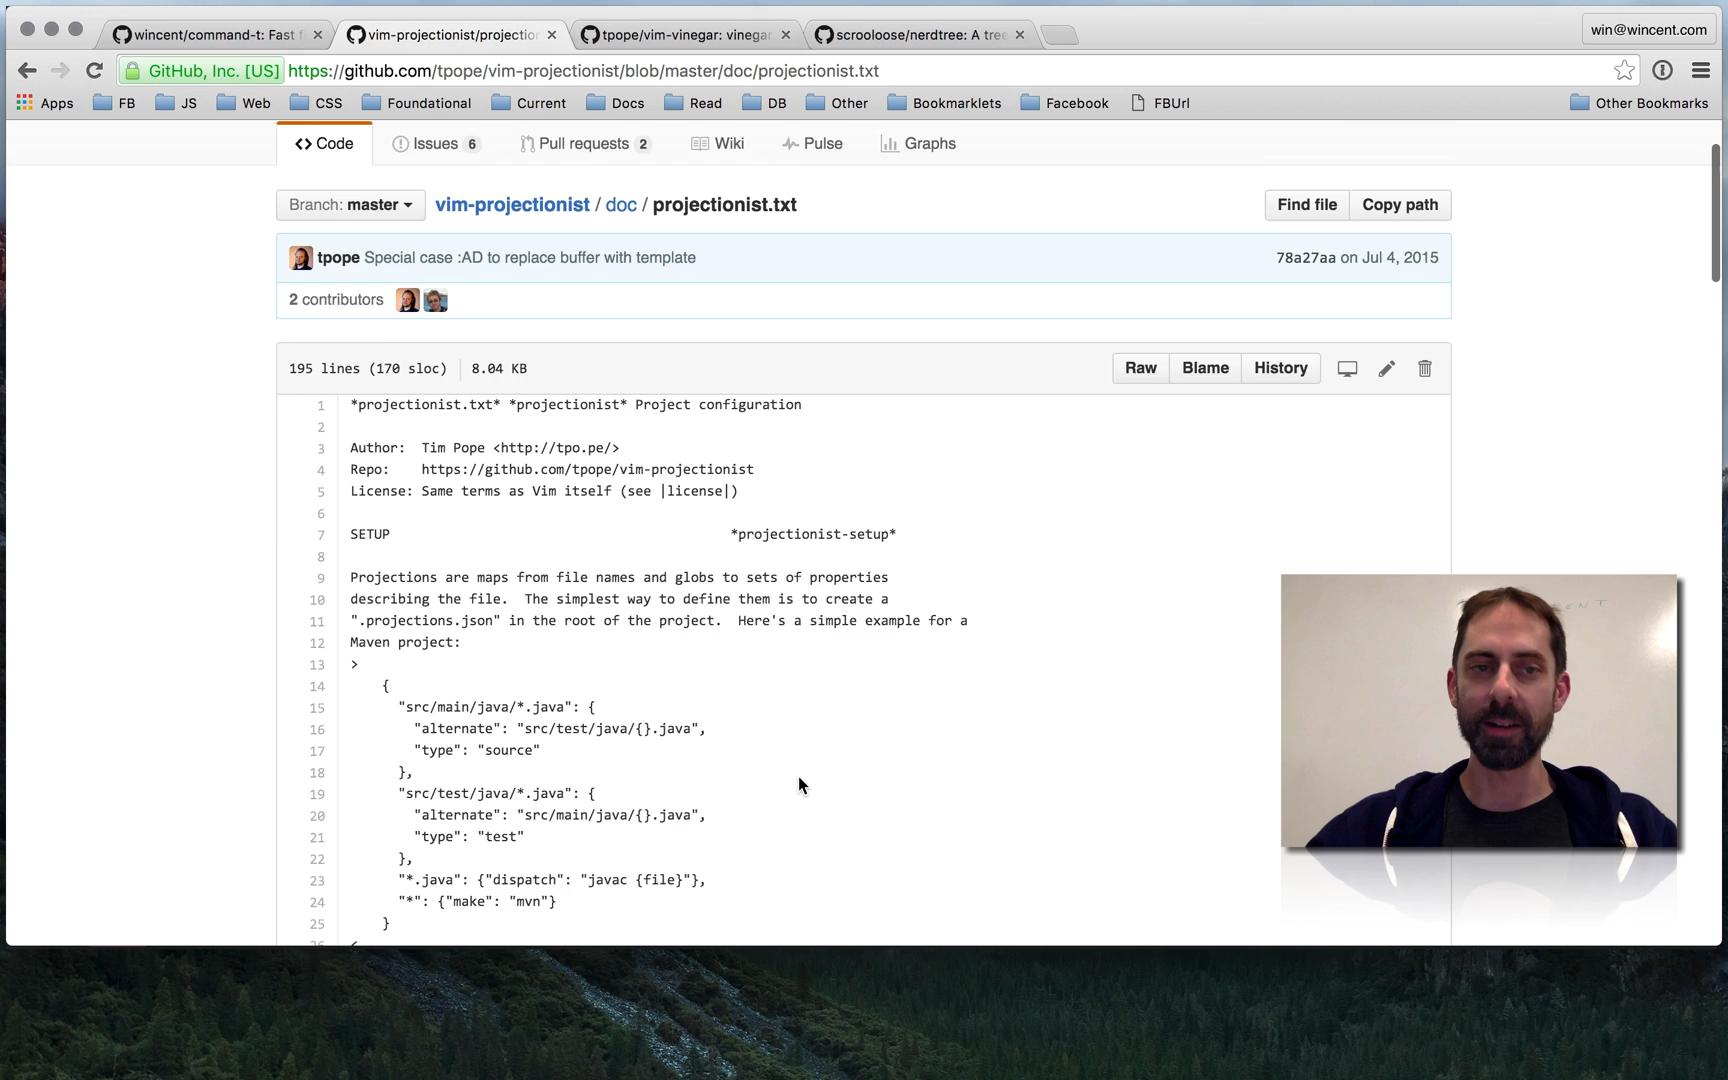 wincent/command-t: Fast
vim-projectionist/projectio
tpope/vim-vinegar: vinegar
scrooloose/nerdtree: A tree
win@wincent.com
GitHub, Inc. [US] https://github.com/tpope/vim-projectionist/blob/master/doc/projectionist.txt
Apps FB JS Web CSS Foundational Current Docs Read DB Other Bookmarklets Facebook FBUrl Other Bookmarks
Code Issues 6 Pull requests 2 Wiki Pulse Graphs
Branch: master vim-projectionist / doc / projectionist.txt Find file Copy path
tpope Special case :AD to replace buffer with template 78a27aa on Jul 4, 2015
2 contributors
195 lines (170 sloc) 8.04 KB Raw Blame History
1 *projectionist.txt* *projectionist* Project configuration
2
3 Author: Tim Pope <http://tpo.pe/>
4 Repo: https://github.com/tpope/vim-projectionist
5 License: Same terms as Vim itself (see |license|)
6
7 SETUP *projectionist-setup*
8
9 Projections are maps from file names and globs to sets of properties
10 describing the file. The simplest way to define them is to create a
11 ".projections.json" in the root of the project. Here's a simple example for a
12 Maven project:
13 >
14 {
15 "src/main/java/*.java": {
16 "alternate": "src/test/java/{}.java",
17 "type": "source"
18 },
19 "src/test/java/*.java": {
20 "alternate": "src/main/java/{}.java",
21 "type": "test"
22 },
23 "*.java": {"dispatch": "javac {file}"},
24 "*": {"make": "mvn"}
25 }
26 <